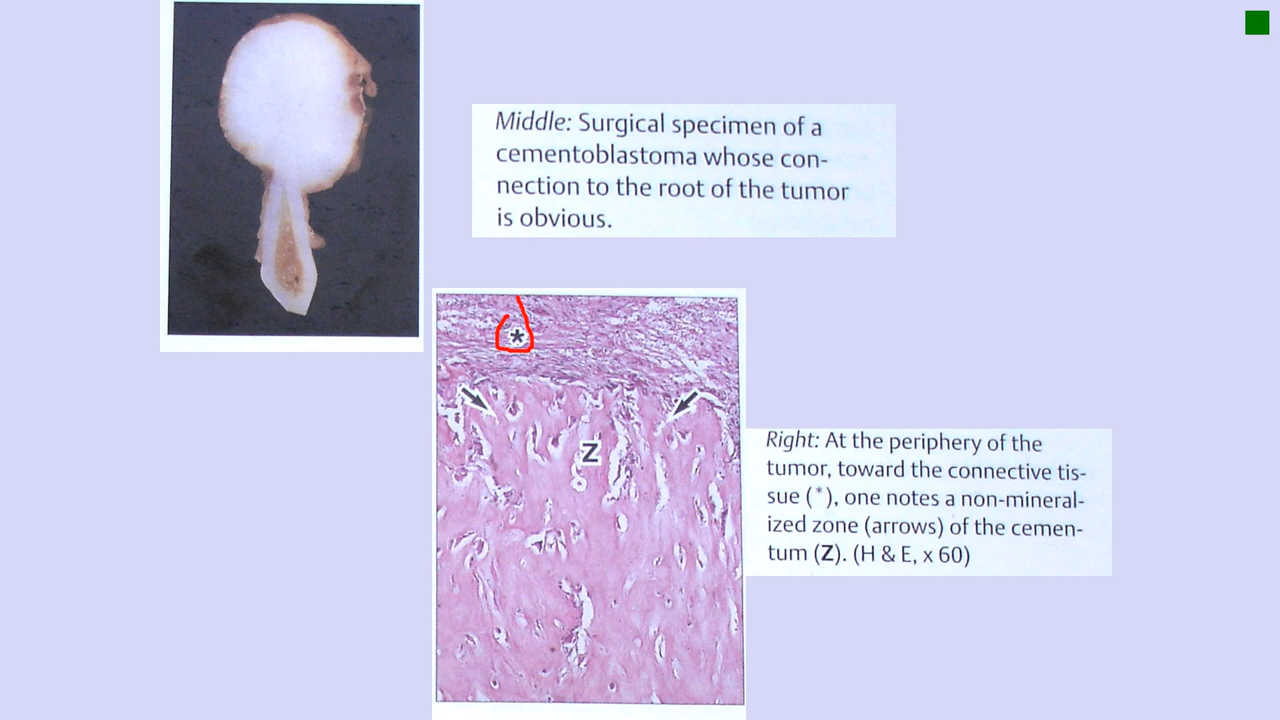 Middle: Surgical specimen of a
cementoblastoma whose con-
nection to the root of the tumor
is obvious.
*
Z
Right: At the periphery of the
tumor, toward the connective tis-
sue (*), one notes a non-mineral-
ized zone (arrows) of the cemen-
tum (Z). (H & E, x 60)